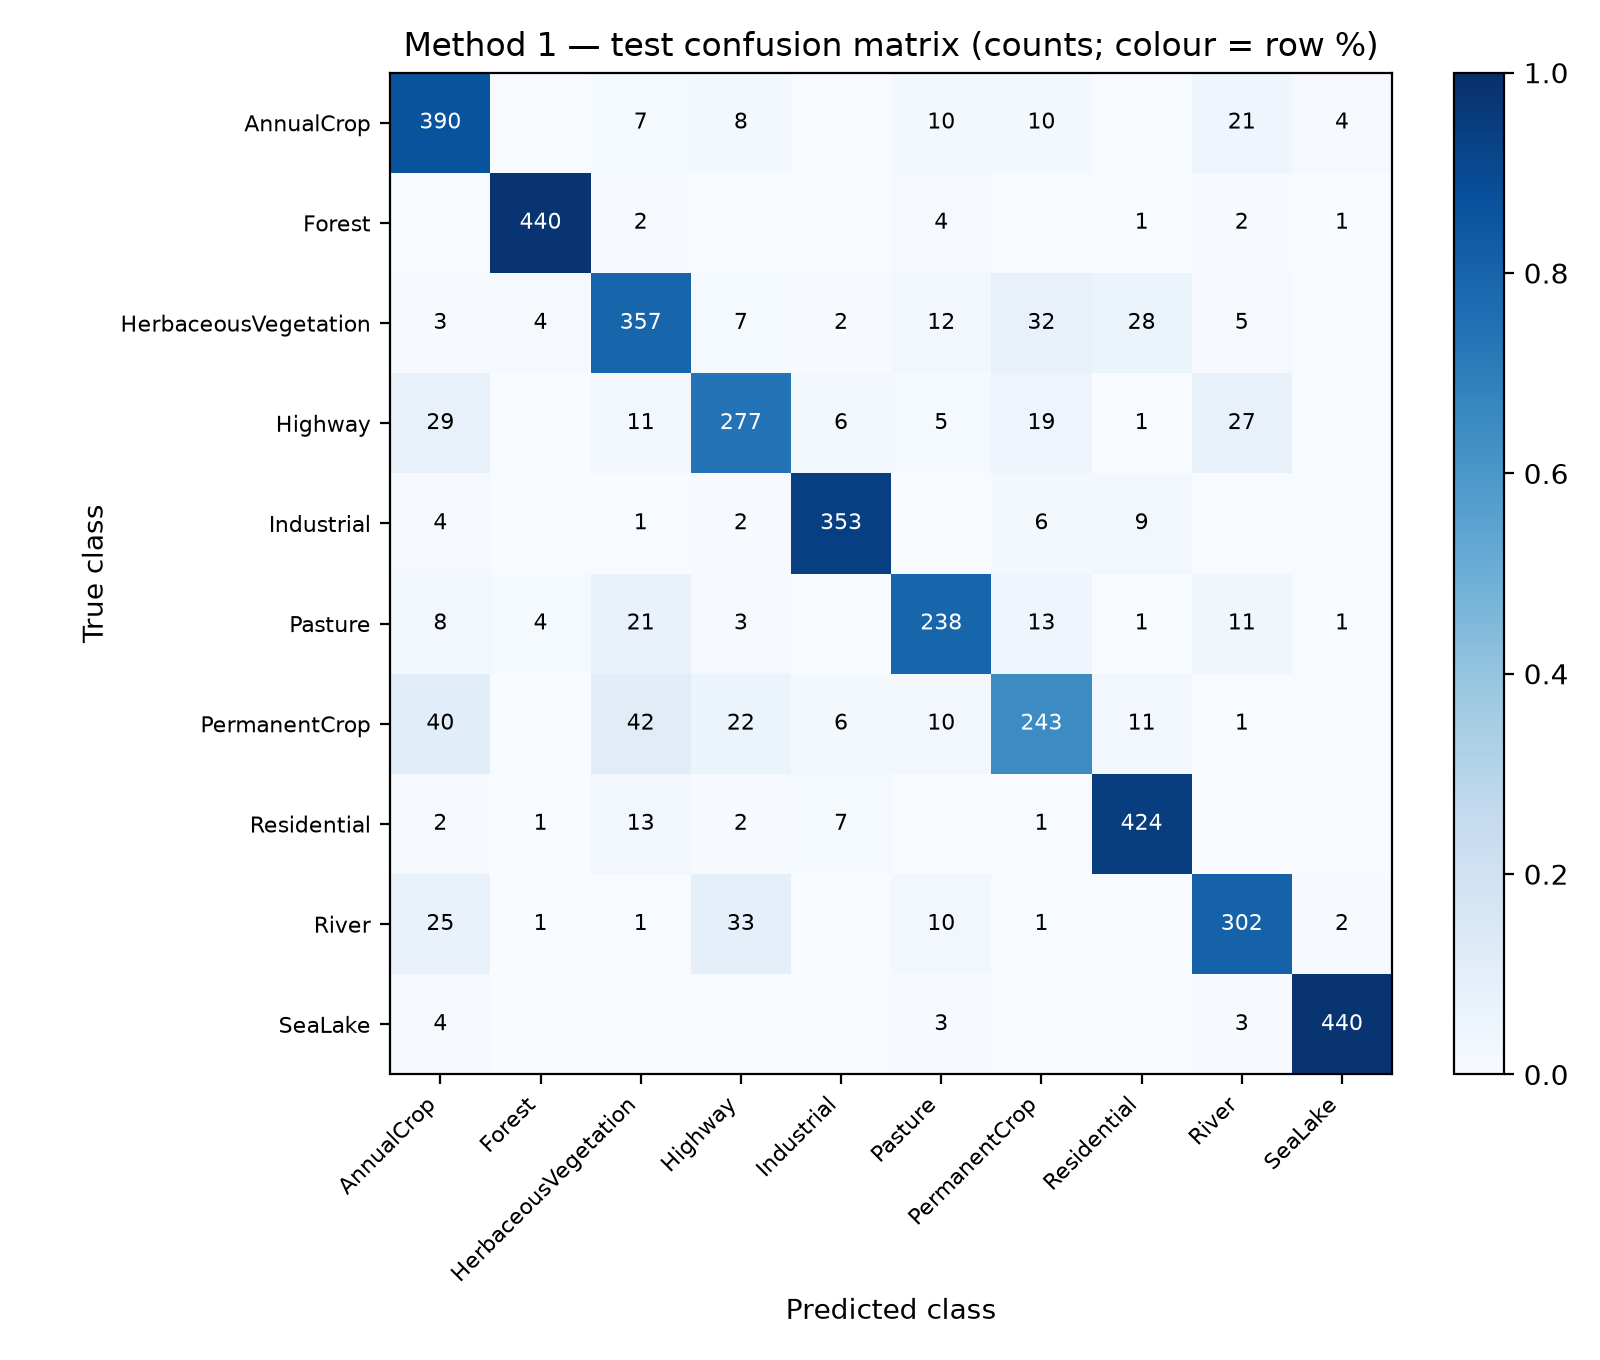 Method 1 — test confusion matrix (counts; colour = row %)
AnnualCrop 390 7 8 10 10 21 4
Forest 440 2 4 1 2 1
HerbaceousVegetation 3 4 357 7 2 12 32 28 5
Highway 29 11 277 6 5 19 1 27
Industrial 4 1 2 353 6 9
Pasture 8 4 21 3 238 13 1 11 1
PermanentCrop 40 42 22 6 10 243 11 1
Residential 2 1 13 2 7 1 424
River 25 1 1 33 10 1 302 2
SeaLake 4 3 3 440
True class
AnnualCrop Forest HerbaceousVegetation Highway Industrial Pasture PermanentCrop Residential River SeaLake
Predicted class
1.0
0.8
0.6
0.4
0.2
0.0